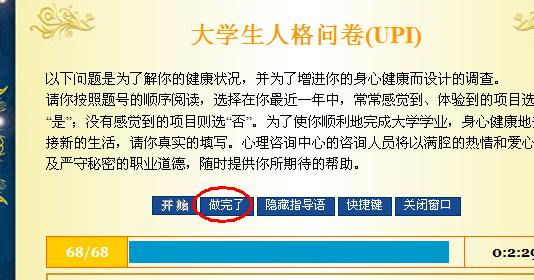 大学生人格问卷(UPI)
以下问题是为了解你的健康状况，并为了增进你的身心健康而设计的调查。
请你按照题号的顺序阅读，选择在你最近一年中，常常感觉到、体验到的项目选
“是”；没有感觉到的项目则选“否”。为了使你顺利地完成大学学业，身心健康地
接新的生活，请你真实的填写。心理咨询中心的咨询人员将以满腔的热情和爱心
及严守秘密的职业道德，随时提供你所期待的帮助。
开始 做完了 隐藏指导语 快捷键 关闭窗口
68/68 0:2:29